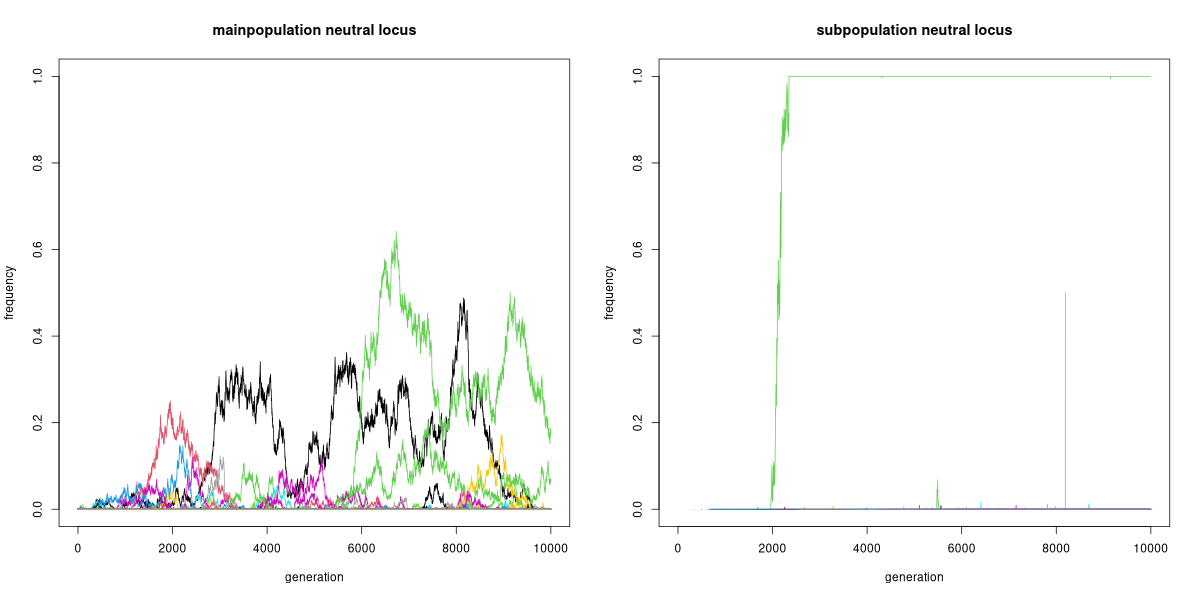 mainpopulation neutral locus
frequency
0.0 0.2 0.4 0.6 0.8 1.0
0 2000 4000 6000 8000 10000
generation
subpopulation neutral locus
frequency
0.0 0.2 0.4 0.6 0.8 1.0
0 2000 4000 6000 8000 10000
generation